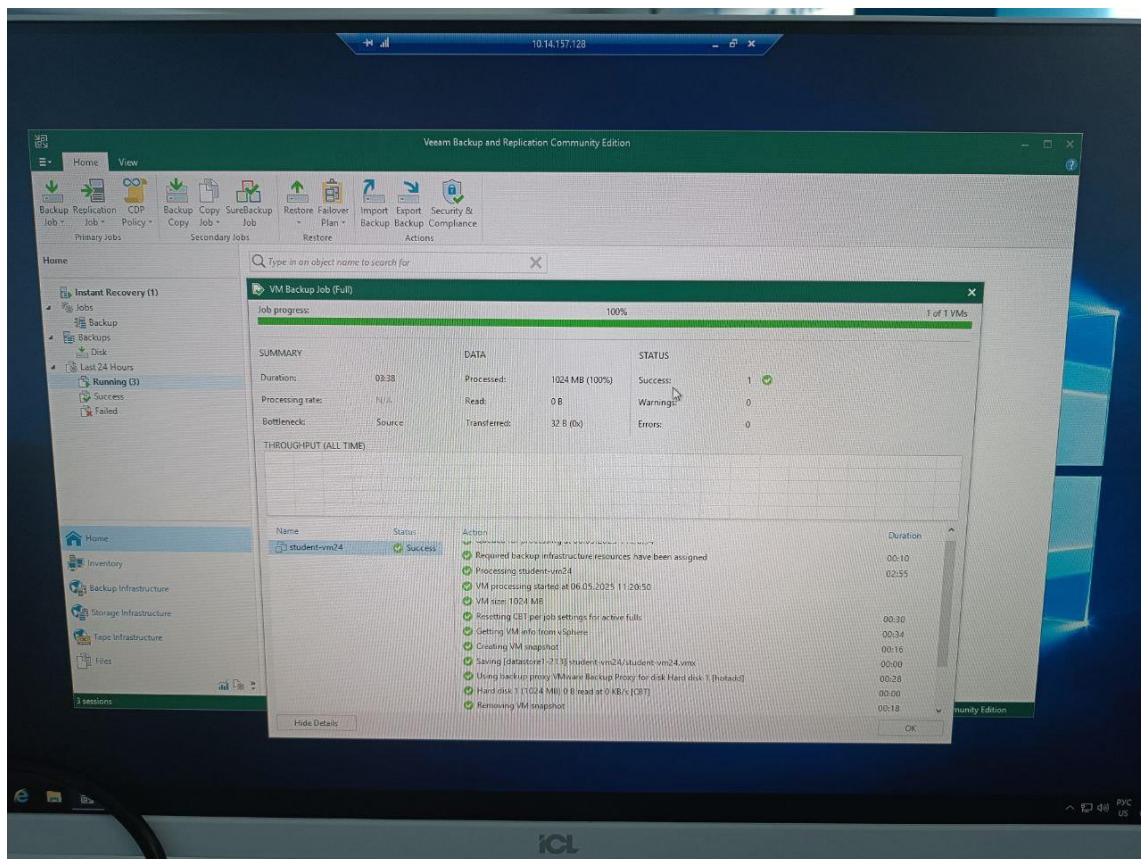 10.14.157.128
Veeam Backup and Replication Community Edition
Home View
Backup Job Replication Job CDP Policy Backup Copy Copy Job SureBackup Job Restore Failover Plan Import Backup Export Backup Security & Compliance
Primary Jobs Secondary Jobs Restore Actions
Home
Type in an object name to search for
Instant Recovery (1)
Jobs
Backup
Backups
Disk
Last 24 Hours
Running (3)
Success
Failed
VM Backup Job (Full)
Job progress: 100% 1 of 1 VMs
SUMMARY DATA STATUS
Duration: 03:38 Processed: 1024 MB (100%) Success: 1
Processing rate: N/A Read: 0 B Warnings: 0
Bottleneck: Source Transferred: 32 B (0x) Errors: 0
THROUGHPUT (ALL TIME)
Name Status Action Duration
student-vm24 Success
Required backup infrastructure resources have been assigned 00:10
Processing student-vm24 02:55
VM processing started at 06.05.2025 11:20:50
VM size: 1024 MB
Resetting CBT per job settings for active fulls 00:30
Getting VM info from vSphere 00:34
Creating VM snapshot 00:16
Saving [datastore1-213] student-vm24/student-vm24.vmx 00:00
Using backup proxy VMware Backup Proxy for disk Hard disk 1 [hotadd] 00:28
Hard disk 1 (1024 MB) 0 B read at 0 KB/s [CBT] 00:00
Removing VM snapshot 00:18
Hide Details OK
Home
Inventory
Backup Infrastructure
Storage Infrastructure
Tape Infrastructure
Files
3 sessions
Edition
РУС
US
iCL